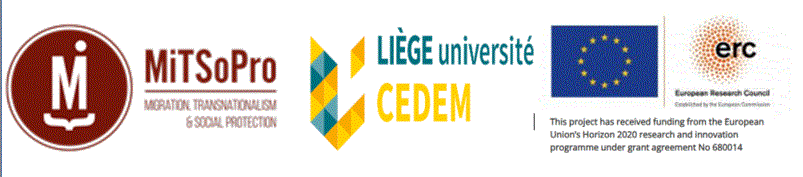 MiTSoPro
MIGRATION, TRANSNATIONALISM
& SOCIAL PROTECTION
LIÈGE université
CEDEM
erc
European Research Council
Established by the European Commission
This project has received funding from the European
Union's Horizon 2020 research and innovation
programme under grant agreement No 680014